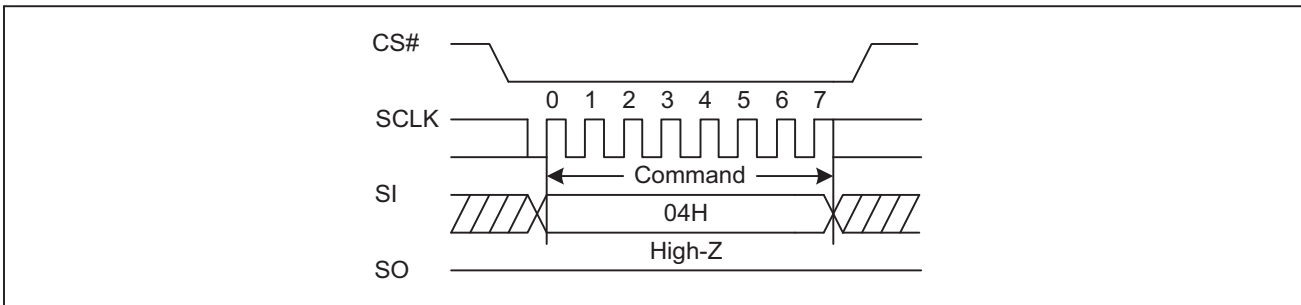 CS#
0 1 2 3 4 5 6 7
SCLK
Command
SI
04H
High-Z
SO